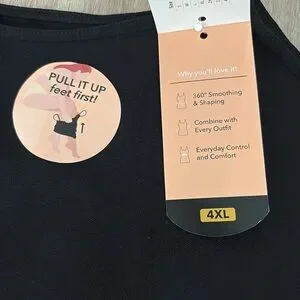 PULL IT UP
feet first!
Why you'll love it!
360° Smoothing
& Shaping
Combine with
Every Outfit
Everyday Control
and Comfort
4XL